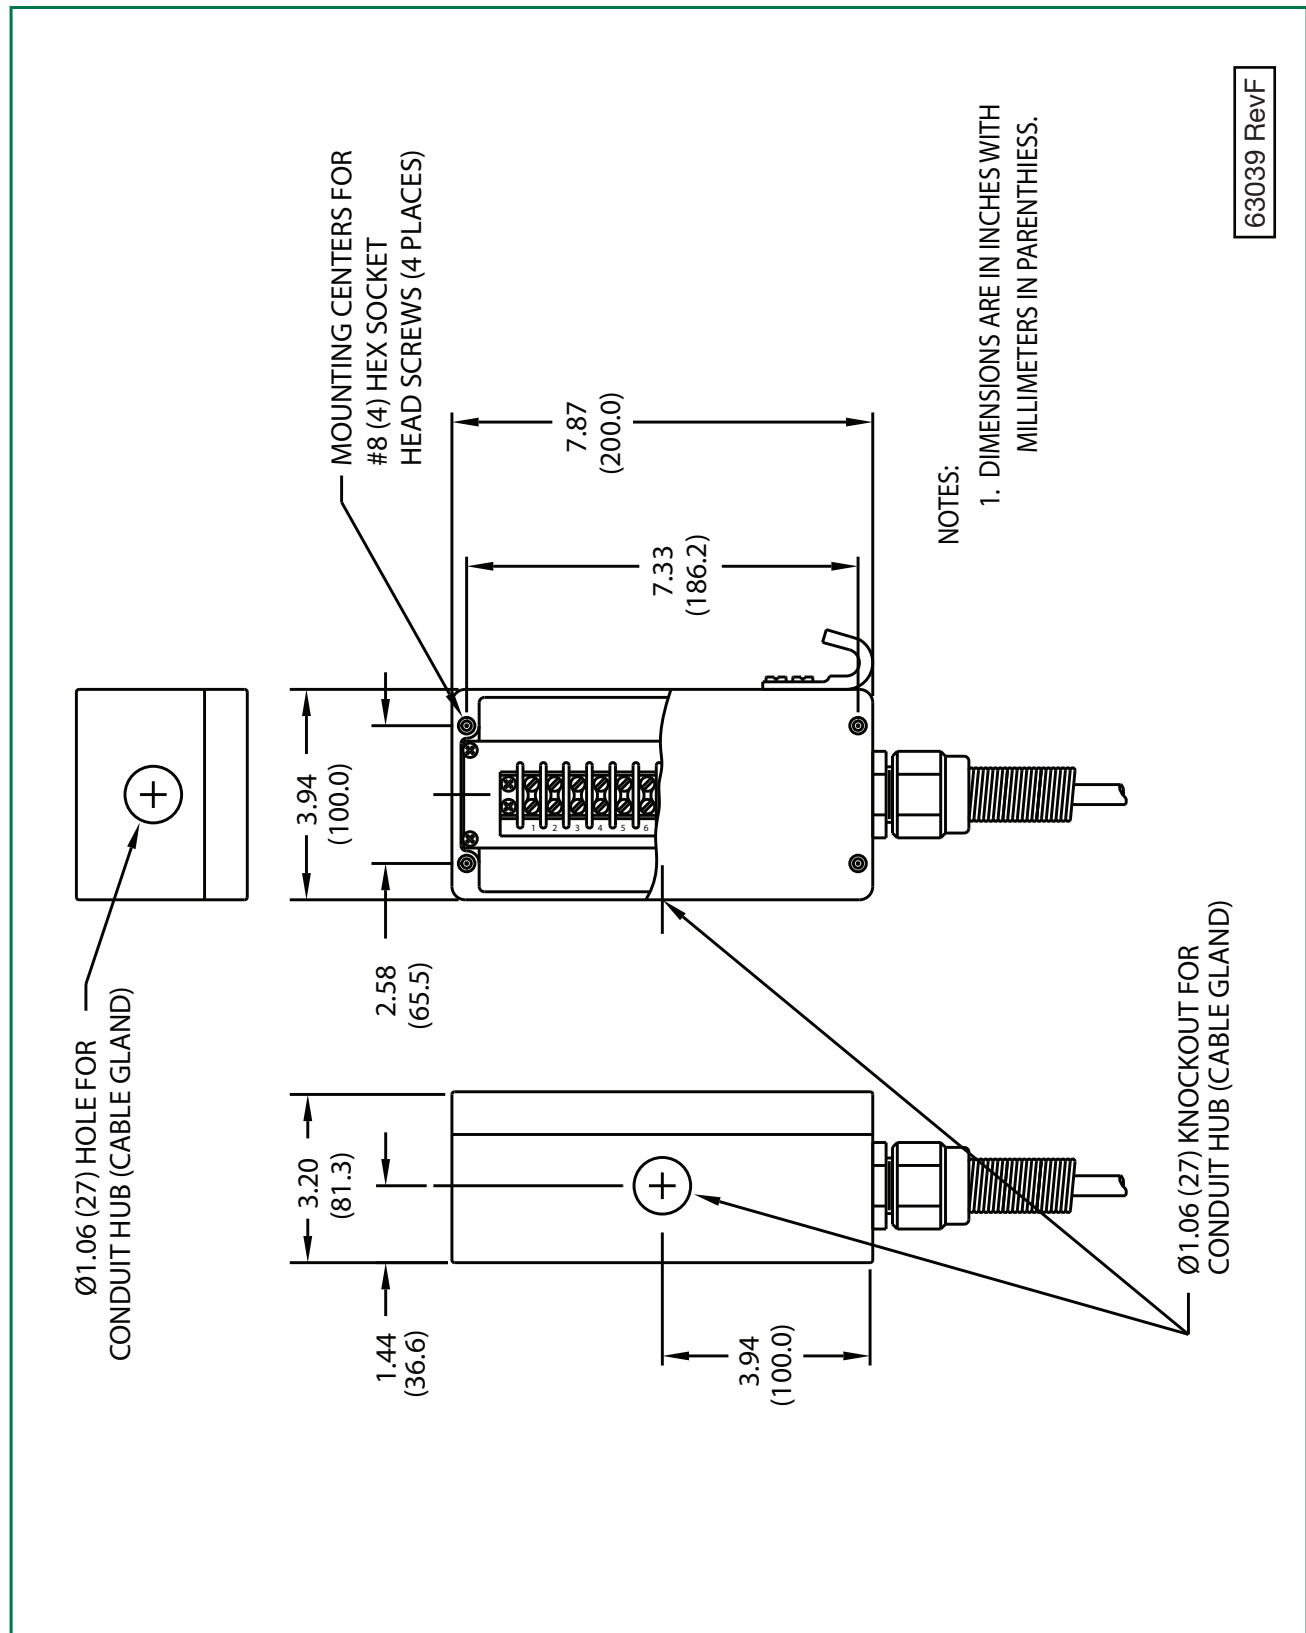 Ø1.06 (27) HOLE FOR
CONDUIT HUB (CABLE GLAND)
MOUNTING CENTERS FOR
#8 (4) HEX SOCKET
HEAD SCREWS (4 PLACES)
3.20
(81.3)
3.94
(100.0)
1.44
(36.6)
2.58
(65.5)
1
2
3
4
5
6
7.87
(200.0)
7.33
(186.2)
3.94
(100.0)
NOTES:
1. DIMENSIONS ARE IN INCHES WITH
MILLIMETERS IN PARENTHIESS.
Ø1.06 (27) KNOCKOUT FOR
CONDUIT HUB (CABLE GLAND)
63039 RevF